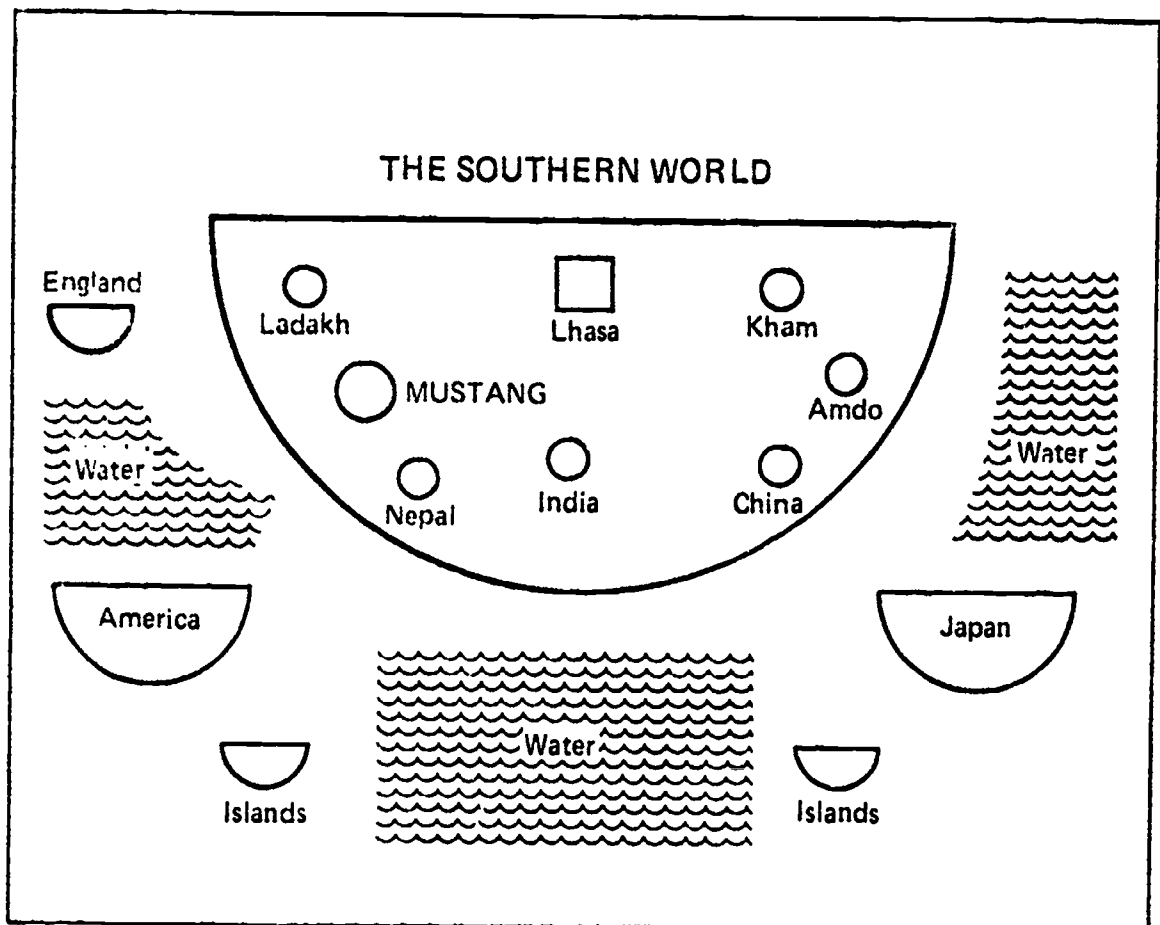 THE SOUTHERN WORLD
England
Ladakh
Lhasa
Kham
MUSTANG
Amdo
Water
Water
Nepal
India
China
America
Japan
Water
Islands
Islands